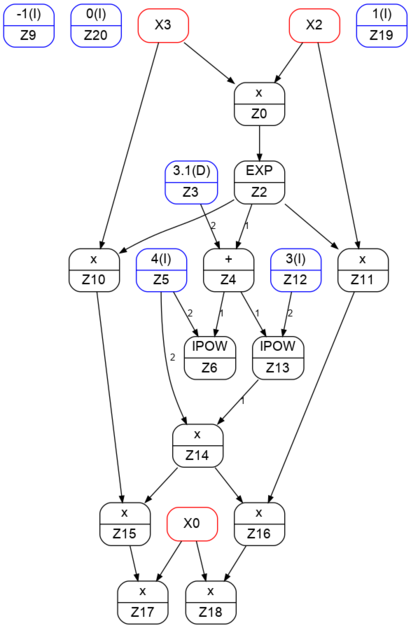 -1(I)
Z9
0(I)
Z20
X3
X2
1(I)
Z19
x
Z0
3.1(D)
Z3
EXP
Z2
2
1
x
Z10
4(I)
Z5
+
Z4
3(I)
Z12
x
Z11
2
1
1
2
IPOW
Z6
IPOW
Z13
2
1
x
Z14
x
Z15
X0
x
Z16
x
Z17
x
Z18